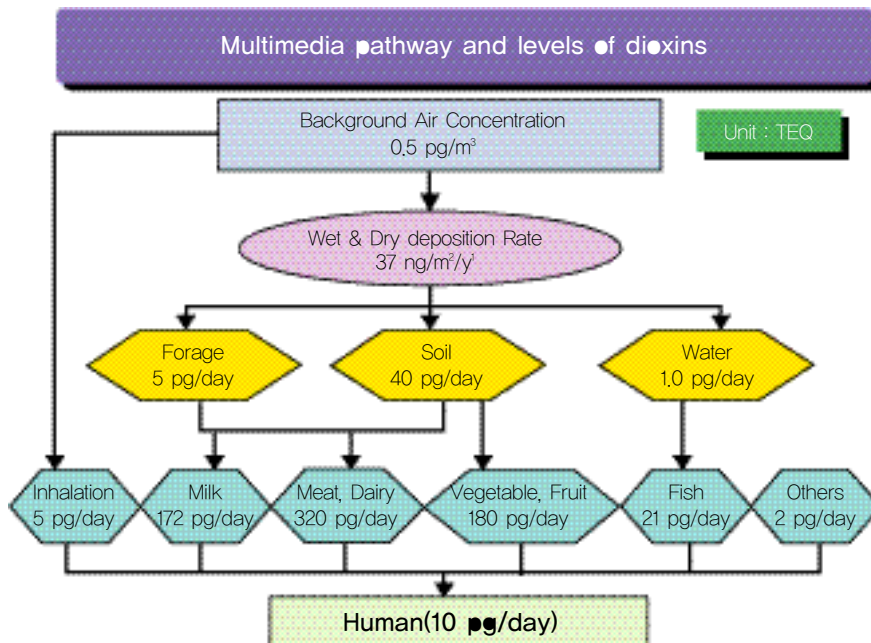 Multimedia pathway and levels of dioxins
Background Air Concentration
0.5 pg/m³
Unit : TEQ
Wet & Dry deposition Rate
37 ng/m²/y¹
Forage
5 pg/day
Soil
40 pg/day
Water
1.0 pg/day
Inhalation
5 pg/day
Milk
172 pg/day
Meat, Dairy
320 pg/day
Vegetable, Fruit
180 pg/day
Fish
21 pg/day
Others
2 pg/day
Human(10 pg/day)